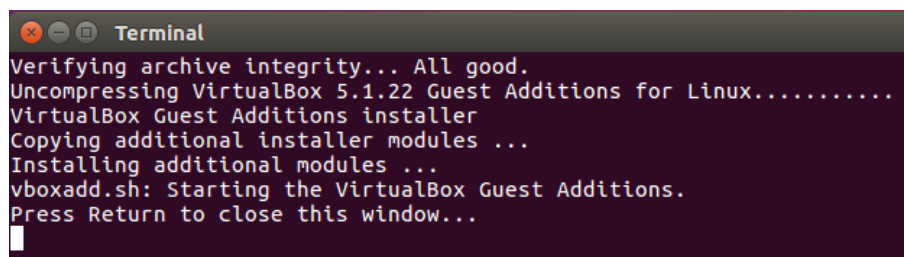 Terminal
Verifying archive integrity... All good.
Uncompressing VirtualBox 5.1.22 Guest Additions for Linux...........
VirtualBox Guest Additions installer
Copying additional installer modules ...
Installing additional modules ...
vboxadd.sh: Starting the VirtualBox Guest Additions.
Press Return to close this window...